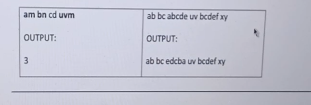 am bn cd uvm
OUTPUT:
3
ab bc abcde uv bcdef xy
OUTPUT:
ab bc edcba uv bcdef xy